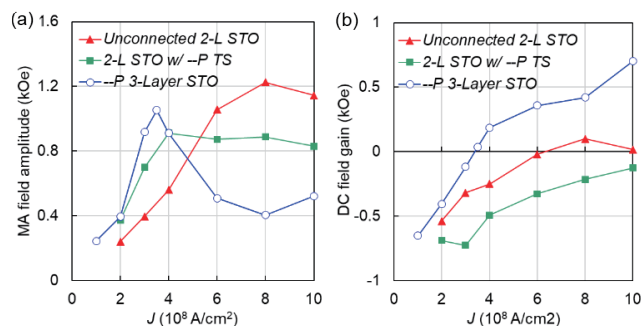 (a)
Unconnected 2-L STO
2-L STO w/ --P TS
--P 3-Layer STO
MA field amplitude (kOe)
1.6
1.2
0.8
0.4
0
0 2 4 6 8 10
J (10⁸ A/cm²)
(b)
Unconnected 2-L STO
2-L STO w/ --P TS
--P 3-Layer STO
DC field gain (kOe)
1
0.5
0
-0.5
-1
0 2 4 6 8 10
J (10⁸ A/cm2)